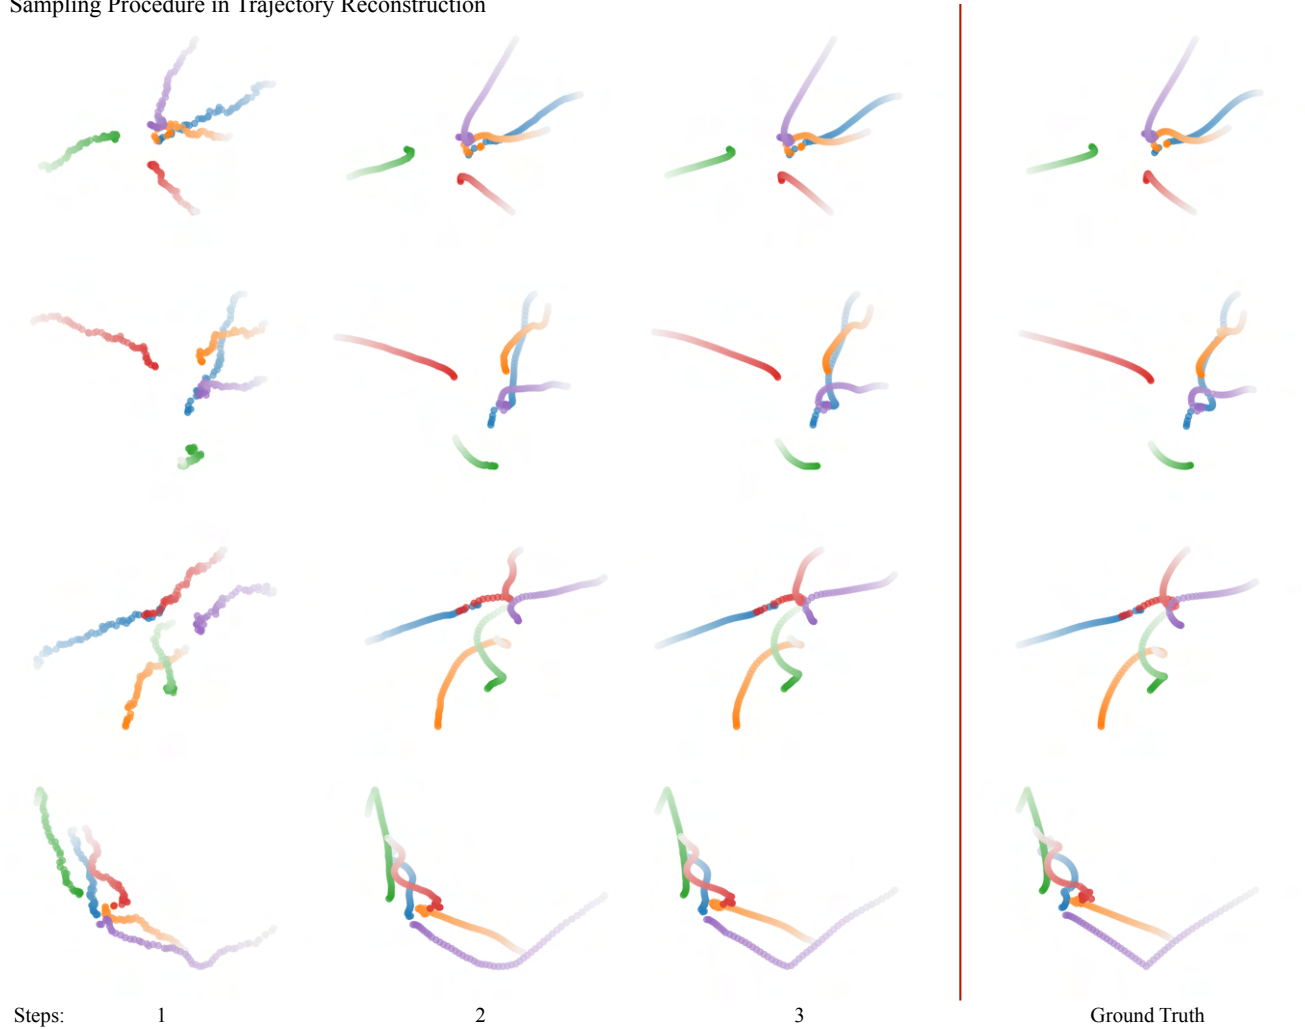 Sampling Procedure in Trajectory Reconstruction
Steps: 1 2 3 Ground Truth